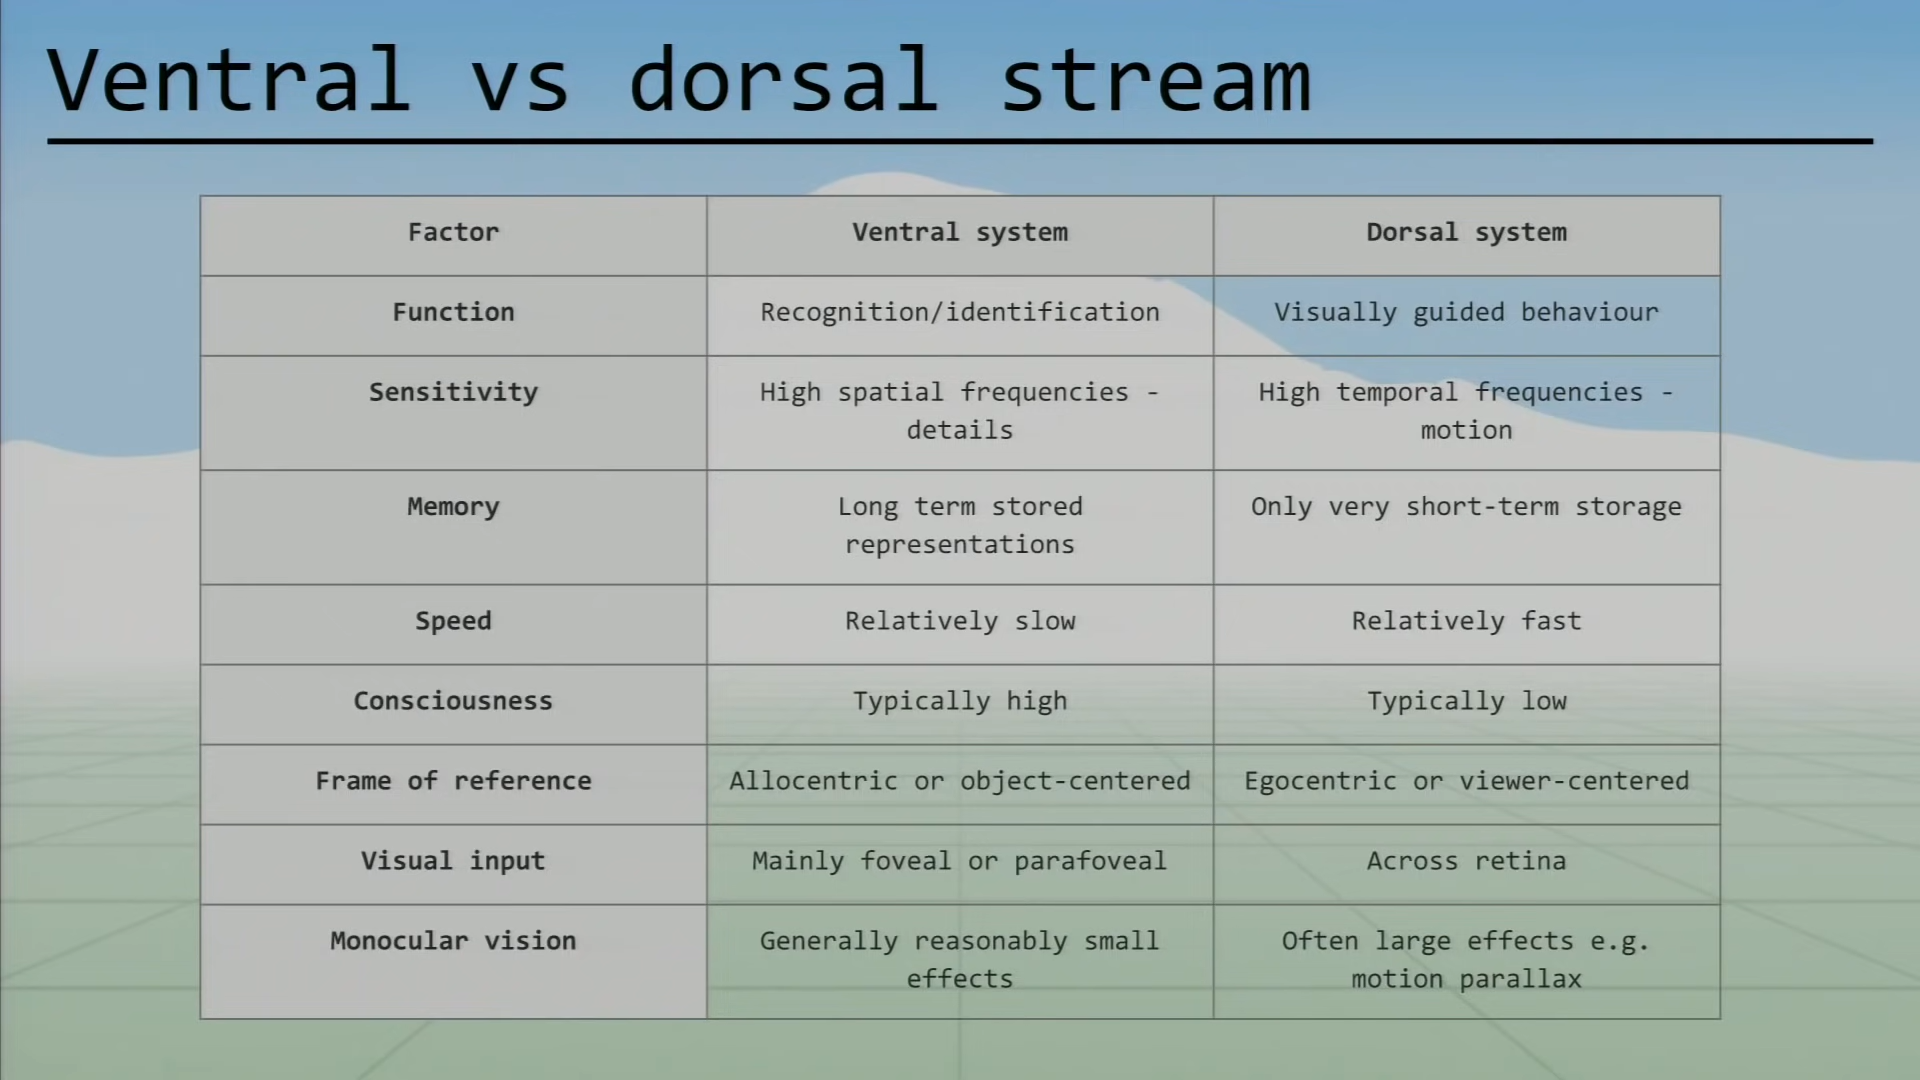 Ventral vs dorsal stream
Factor
Ventral system
Dorsal system
Function
Recognition/identification
Visually guided behaviour
Sensitivity
High spatial frequencies -
details
High temporal frequencies -
motion
Memory
Long term stored
representations
Only very short-term storage
Speed
Relatively slow
Relatively fast
Consciousness
Typically high
Typically low
Frame of reference
Allocentric or object-centered
Egocentric or viewer-centered
Visual input
Mainly foveal or parafoveal
Across retina
Monocular vision
Generally reasonably small
effects
Often large effects e.g.
motion parallax